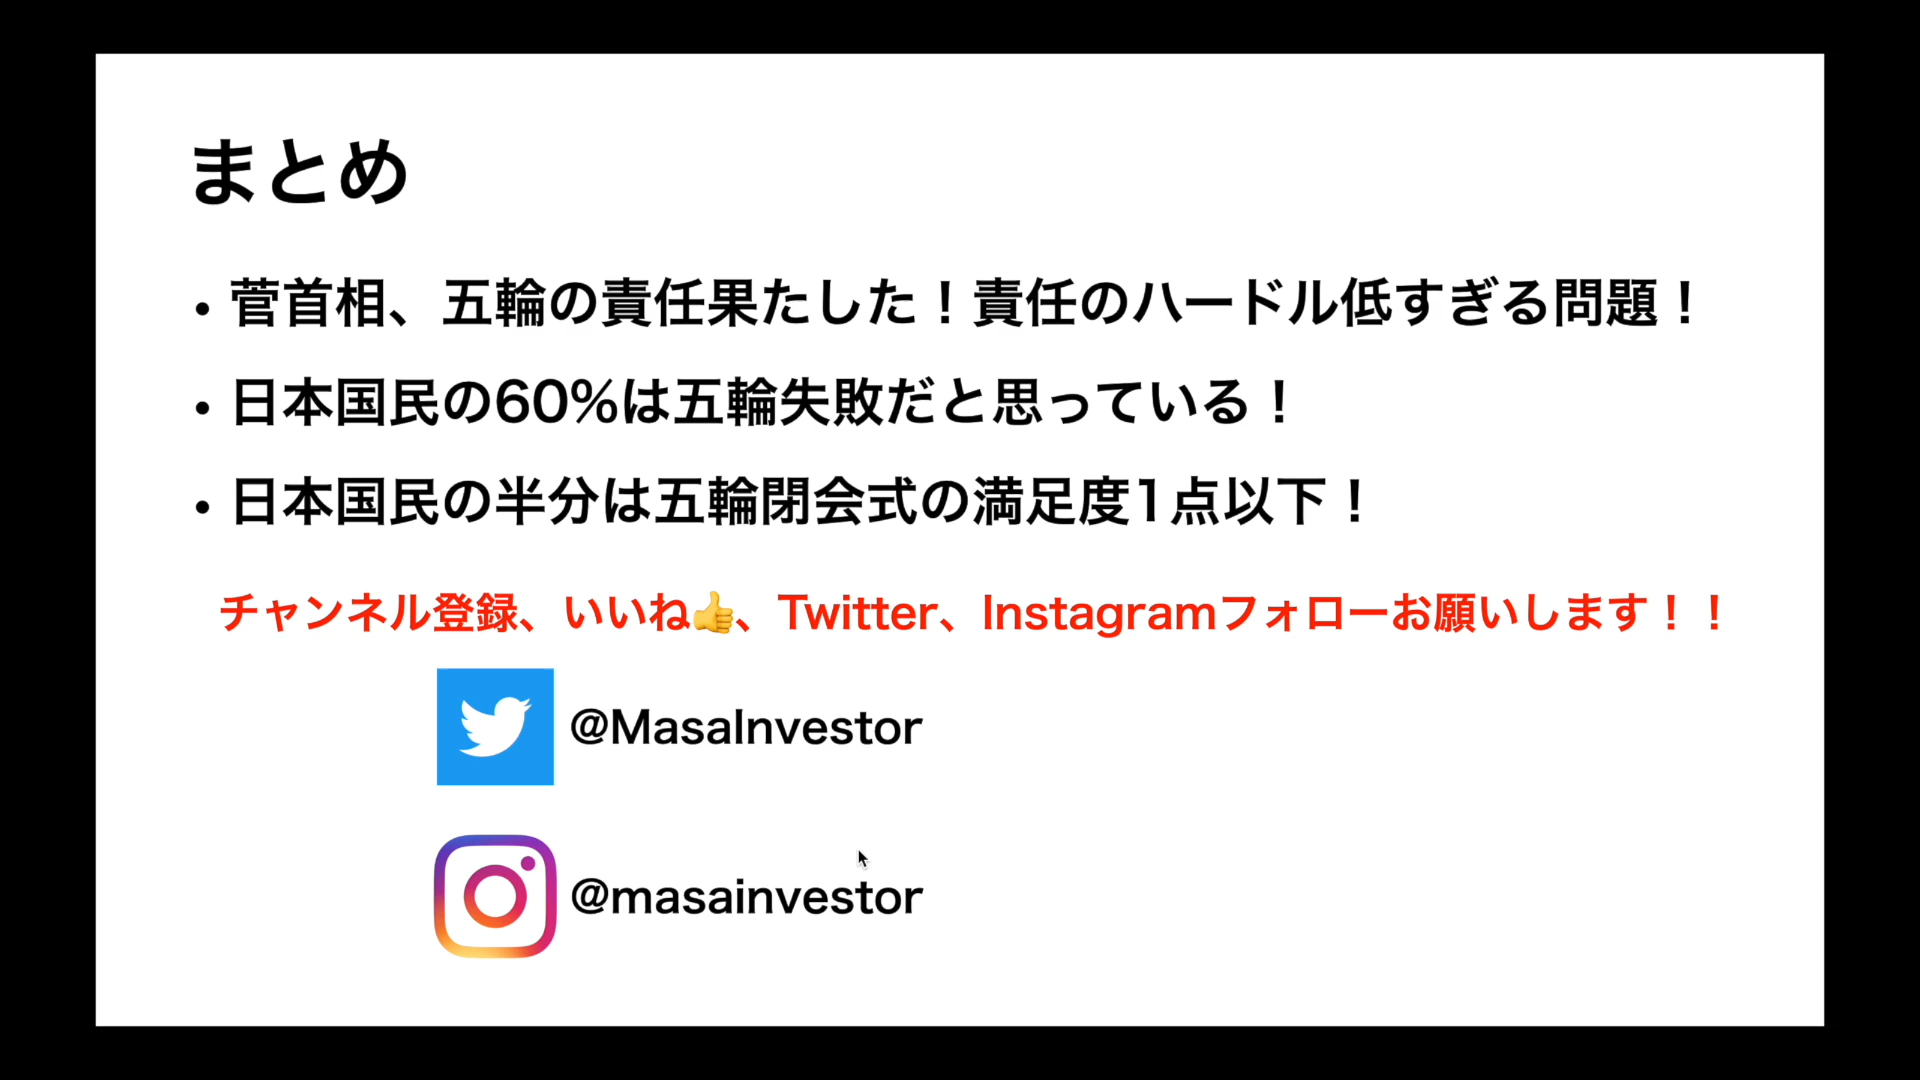 まとめ
• 菅首相、五輪の責任果たした！責任のハードル低すぎる問題！
• 日本国民の60%は五輪失敗だと思っている！
• 日本国民の半分は五輪閉会式の満足度1点以下！
チャンネル登録、いいね👍、Twitter、Instagramフォローお願いします！！
@MasaInvestor
@masainvestor